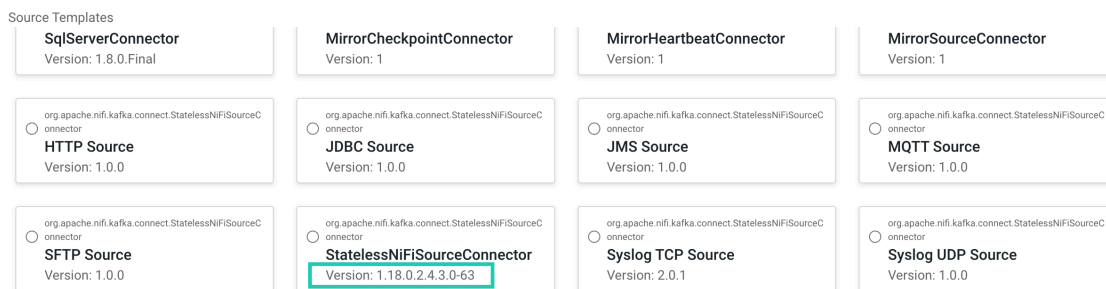 Source Templates
SqlServerConnector
Version: 1.8.0.Final
MirrorCheckpointConnector
Version: 1
MirrorHeartbeatConnector
Version: 1
MirrorSourceConnector
Version: 1
org.apache.nifi.kafka.connect.StatelessNiFiSourceC
onnector
HTTP Source
Version: 1.0.0
org.apache.nifi.kafka.connect.StatelessNiFiSourceC
onnector
JDBC Source
Version: 1.0.0
org.apache.nifi.kafka.connect.StatelessNiFiSourceC
onnector
JMS Source
Version: 1.0.0
org.apache.nifi.kafka.connect.StatelessNiFiSourceC
onnector
MQTT Source
Version: 1.0.0
org.apache.nifi.kafka.connect.StatelessNiFiSourceC
onnector
SFTP Source
Version: 1.0.0
org.apache.nifi.kafka.connect.StatelessNiFiSourceC
onnector
StatelessNiFiSourceConnector
Version: 1.18.0.2.4.3.0-63
org.apache.nifi.kafka.connect.StatelessNiFiSourceC
onnector
Syslog TCP Source
Version: 2.0.1
org.apache.nifi.kafka.connect.StatelessNiFiSourceC
onnector
Syslog UDP Source
Version: 1.0.0